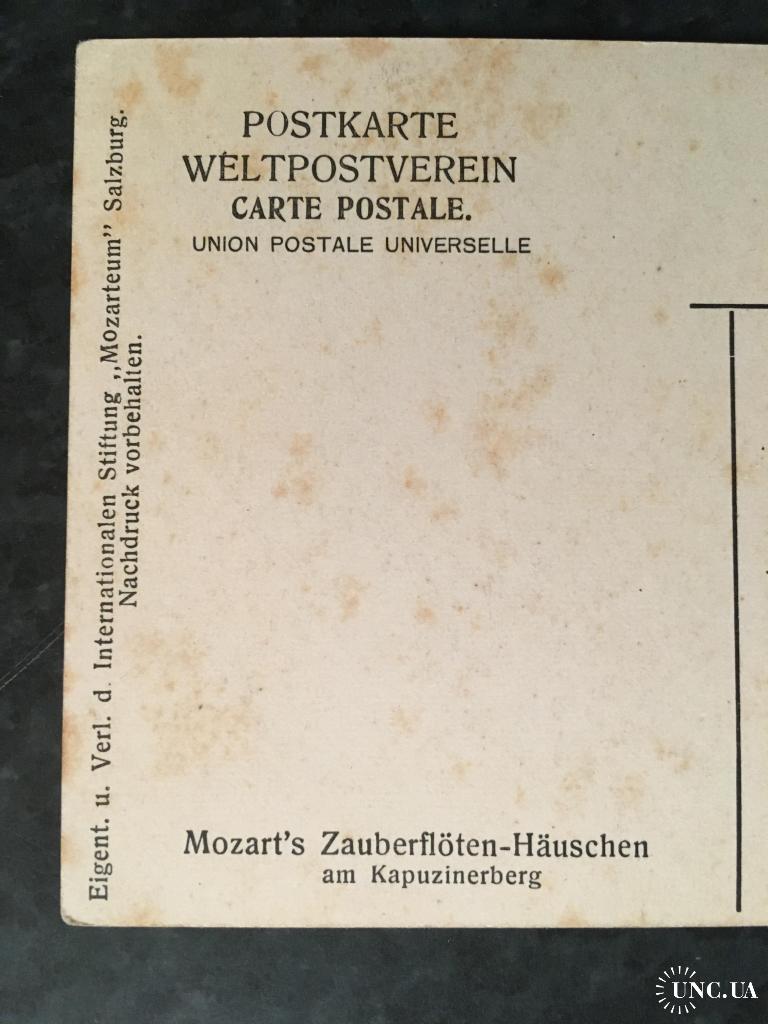 POSTKARTE
WELTPOSTVEREIN
CARTE POSTALE.
UNION POSTALE UNIVERSELLE
Eigent. u. Verl. d. Internationalen Stiftung „Mozarteum” Salzburg.
Nachdruck vorbehalten.
Mozart's Zauberflöten-Häuschen
am Kapuzinerberg
UNC.UA